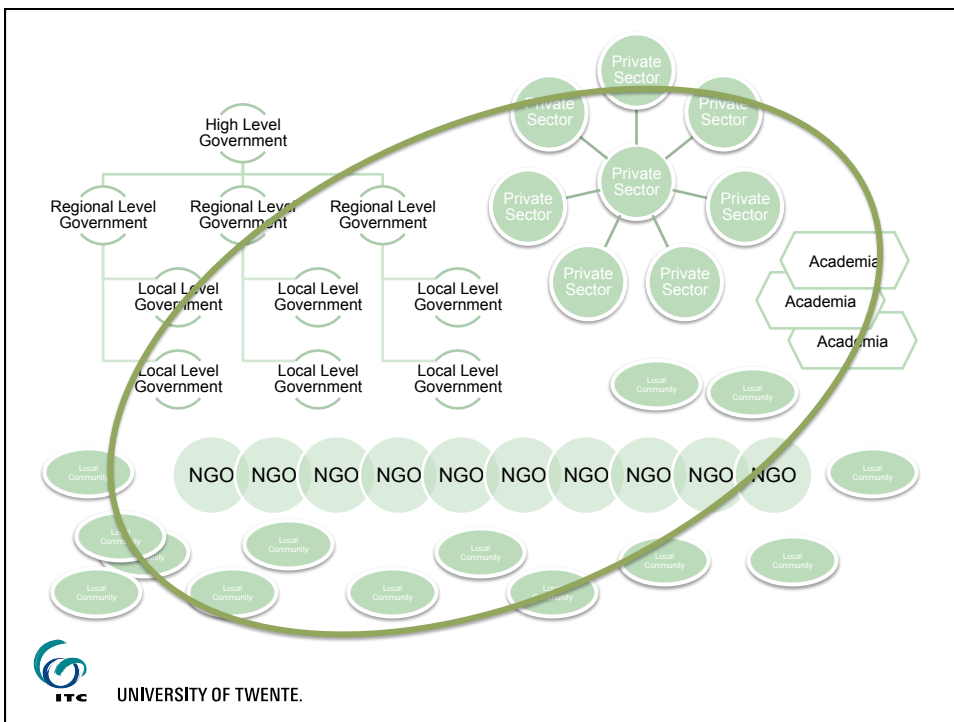 Private
Sector
Private
Sector
Private
Sector
High Level
Government
Private
Sector
Private
Sector
Private
Sector
Regional Level
Government
Regional Level
Government
Regional Level
Government
Private
Sector
Private
Sector
Academia
Academia
Academia
Local Level
Government
Local Level
Government
Local Level
Government
Local Level
Government
Local Level
Government
Local Level
Government
Local
Community
Local
Community
Local
Community
NGO NGO NGO NGO NGO NGO NGO NGO NGO NGO
Local
Community
Local
Community
Local
Community
Local
Community
Local
Community
Local
Community
Local
Community
Local
Community
Local
Community
Local
Community
ITC
UNIVERSITY OF TWENTE.